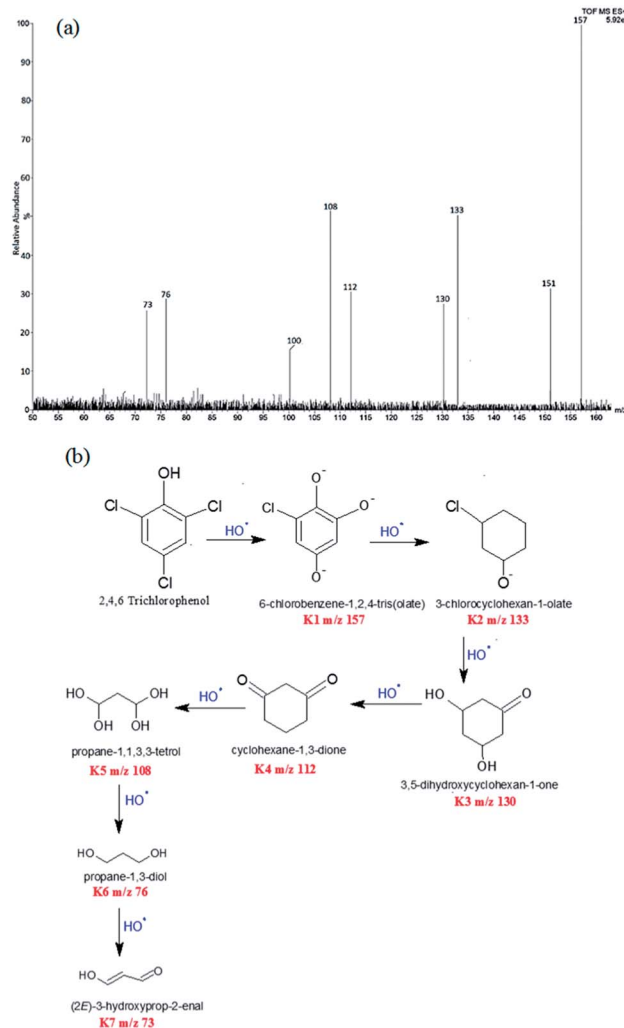 (a)
TOF MS ES-
157 5.92e
100
90
80
70
60
50
40
30
20
10
0
Relative Abundance
%
73
76
100
108
112
130
133
151
50 55 60 65 70 75 80 85 90 95 100 105 110 115 120 125 130 135 140 145 150 155 160
(b)
OH
Cl
Cl
Cl
2,4,6 Trichlorophenol
HO•
O-
Cl
O-
O-
6-chlorobenzene-1,2,4-tris(olate)
K1 m/z 157
HO•
Cl
O-
3-chlorocyclohexan-1-olate
K2 m/z 133
HO•
HO
O
OH
3,5-dihydroxycyclohexan-1-one
K3 m/z 130
HO•
O
O
cyclohexane-1,3-dione
K4 m/z 112
HO•
HO
OH
OH
OH
propane-1,1,3,3-tetrol
K5 m/z 108
HO•
HO
OH
propane-1,3-diol
K6 m/z 76
HO•
HO
O
(2E)-3-hydroxyprop-2-enal
K7 m/z 73